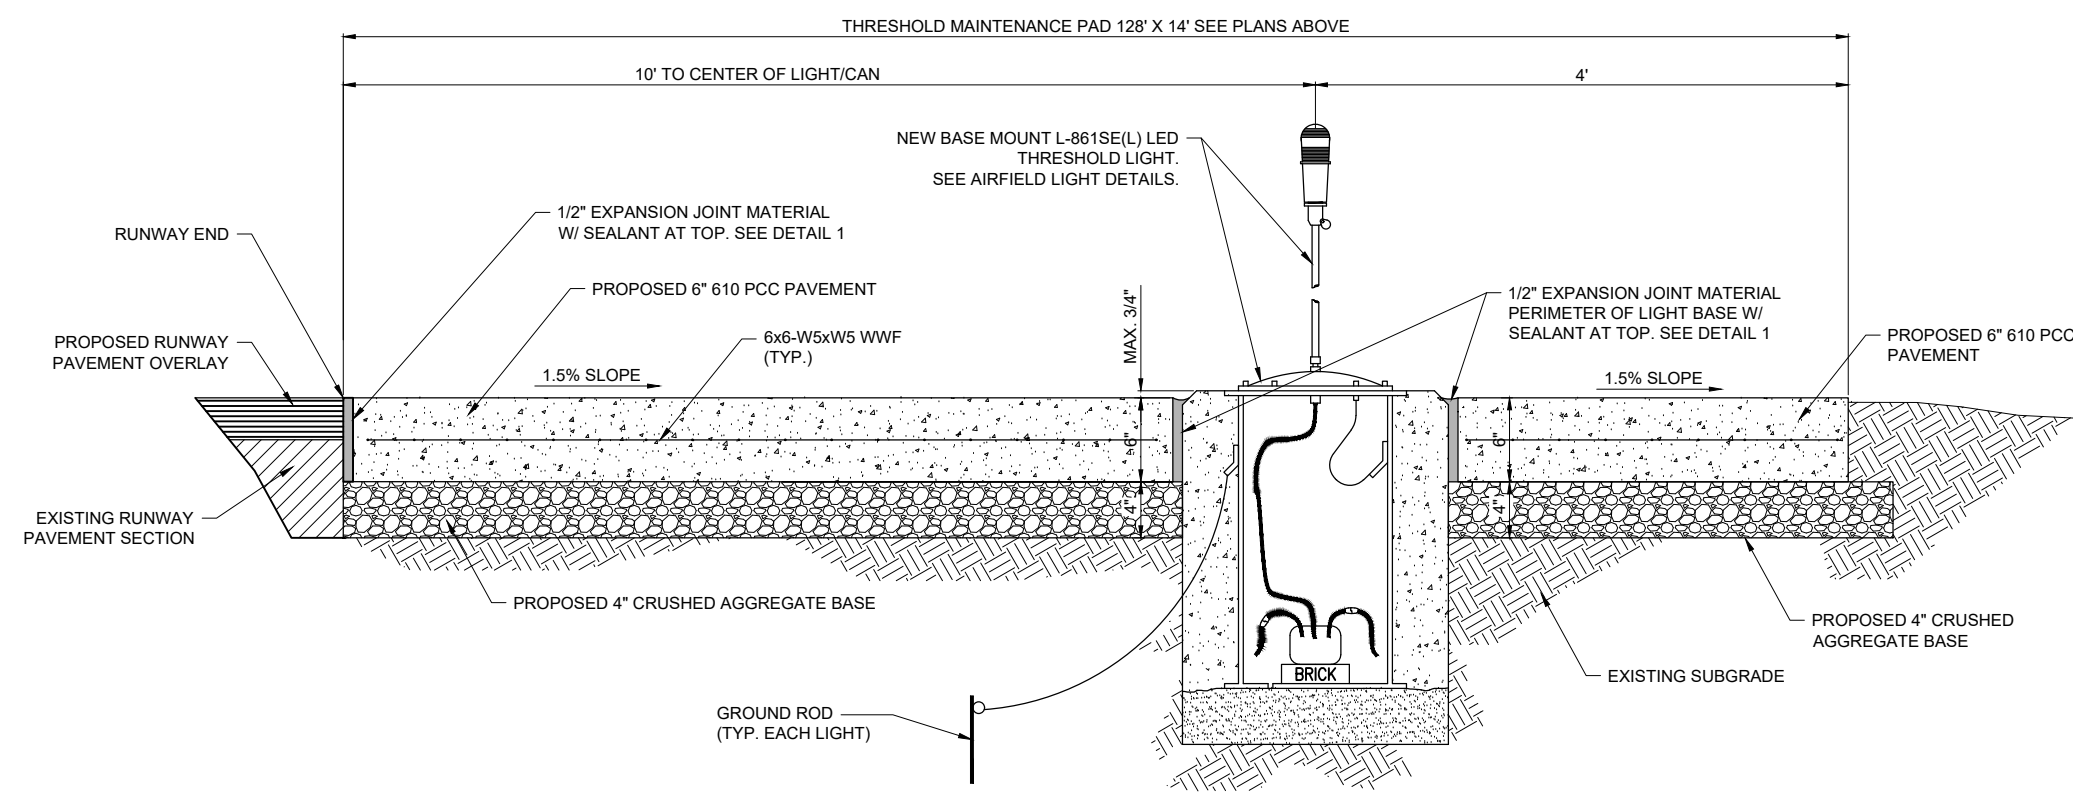 THRESHOLD MAINTENANCE PAD 128' X 14' SEE PLANS ABOVE
10' TO CENTER OF LIGHT/CAN
4'
NEW BASE MOUNT L-861SE(L) LED
THRESHOLD LIGHT.
SEE AIRFIELD LIGHT DETAILS.
1/2" EXPANSION JOINT MATERIAL
W/ SEALANT AT TOP. SEE DETAIL 1
RUNWAY END
PROPOSED 6" 610 PCC PAVEMENT
MAX. 3/4"
1/2" EXPANSION JOINT MATERIAL
PERIMETER OF LIGHT BASE W/
SEALANT AT TOP. SEE DETAIL 1
PROPOSED RUNWAY
PAVEMENT OVERLAY
6x6-W5xW5 WWF
(TYP.)
PROPOSED 6" 610 PCC
PAVEMENT
1.5% SLOPE
1.5% SLOPE
6"
6"
4"
4"
EXISTING RUNWAY
PAVEMENT SECTION
PROPOSED 4" CRUSHED AGGREGATE BASE
PROPOSED 4" CRUSHED
AGGREGATE BASE
BRICK
EXISTING SUBGRADE
GROUND ROD
(TYP. EACH LIGHT)